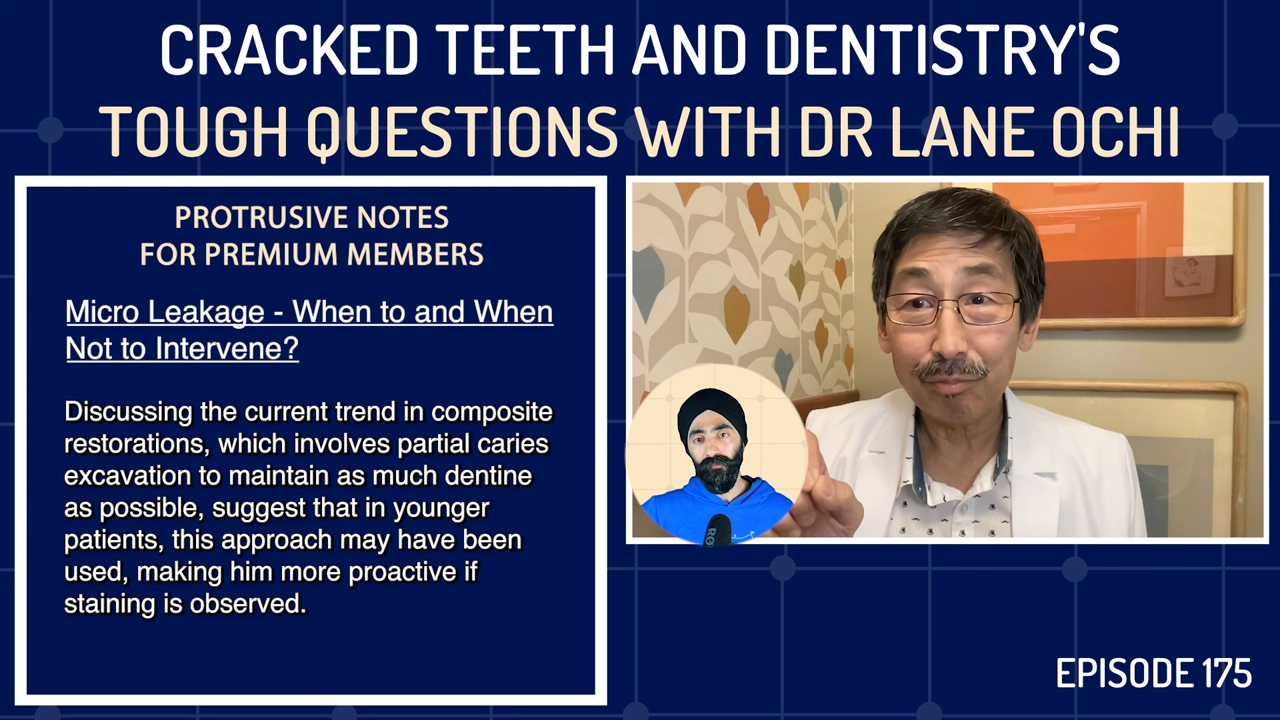 CRACKED TEETH AND DENTISTRY'S
TOUGH QUESTIONS WITH DR LANE OCHI
PROTRUSIVE NOTES
FOR PREMIUM MEMBERS
Micro Leakage - When to and When
Not to Intervene?
Discussing the current trend in composite
restorations, which involves partial caries
excavation to maintain as much dentine
as possible, suggest that in younger
patients, this approach may have been
used, making him more proactive if
staining is observed.
EPISODE 175